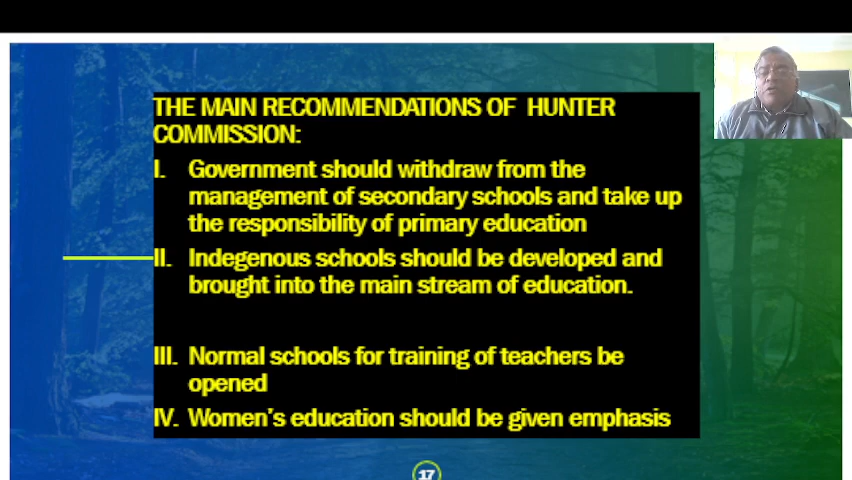 THE MAIN RECOMMENDATIONS OF HUNTER
COMMISSION:
I. Government should withdraw from the
management of secondary schools and take up
the responsibility of primary education
II. Indegenous schools should be developed and
brought into the main stream of education.
III. Normal schools for training of teachers be
opened
IV. Women's education should be given emphasis
17